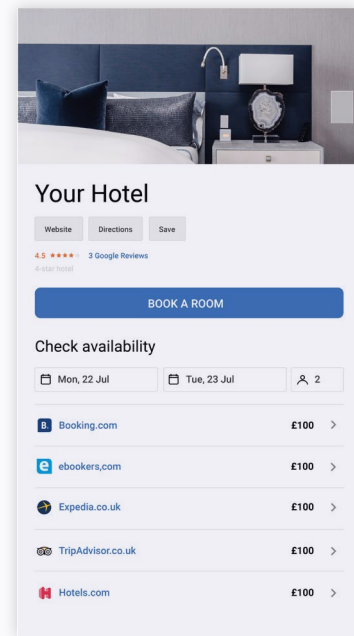 Your Hotel
Website Directions Save
4.5 3 Google Reviews
4-star hotel
BOOK A ROOM
Check availability
Mon, 22 Jul Tue, 23 Jul 2
B. Booking.com £100
e ebookers,com £100
Expedia.co.uk £100
TripAdvisor.co.uk £100
H Hotels.com £100